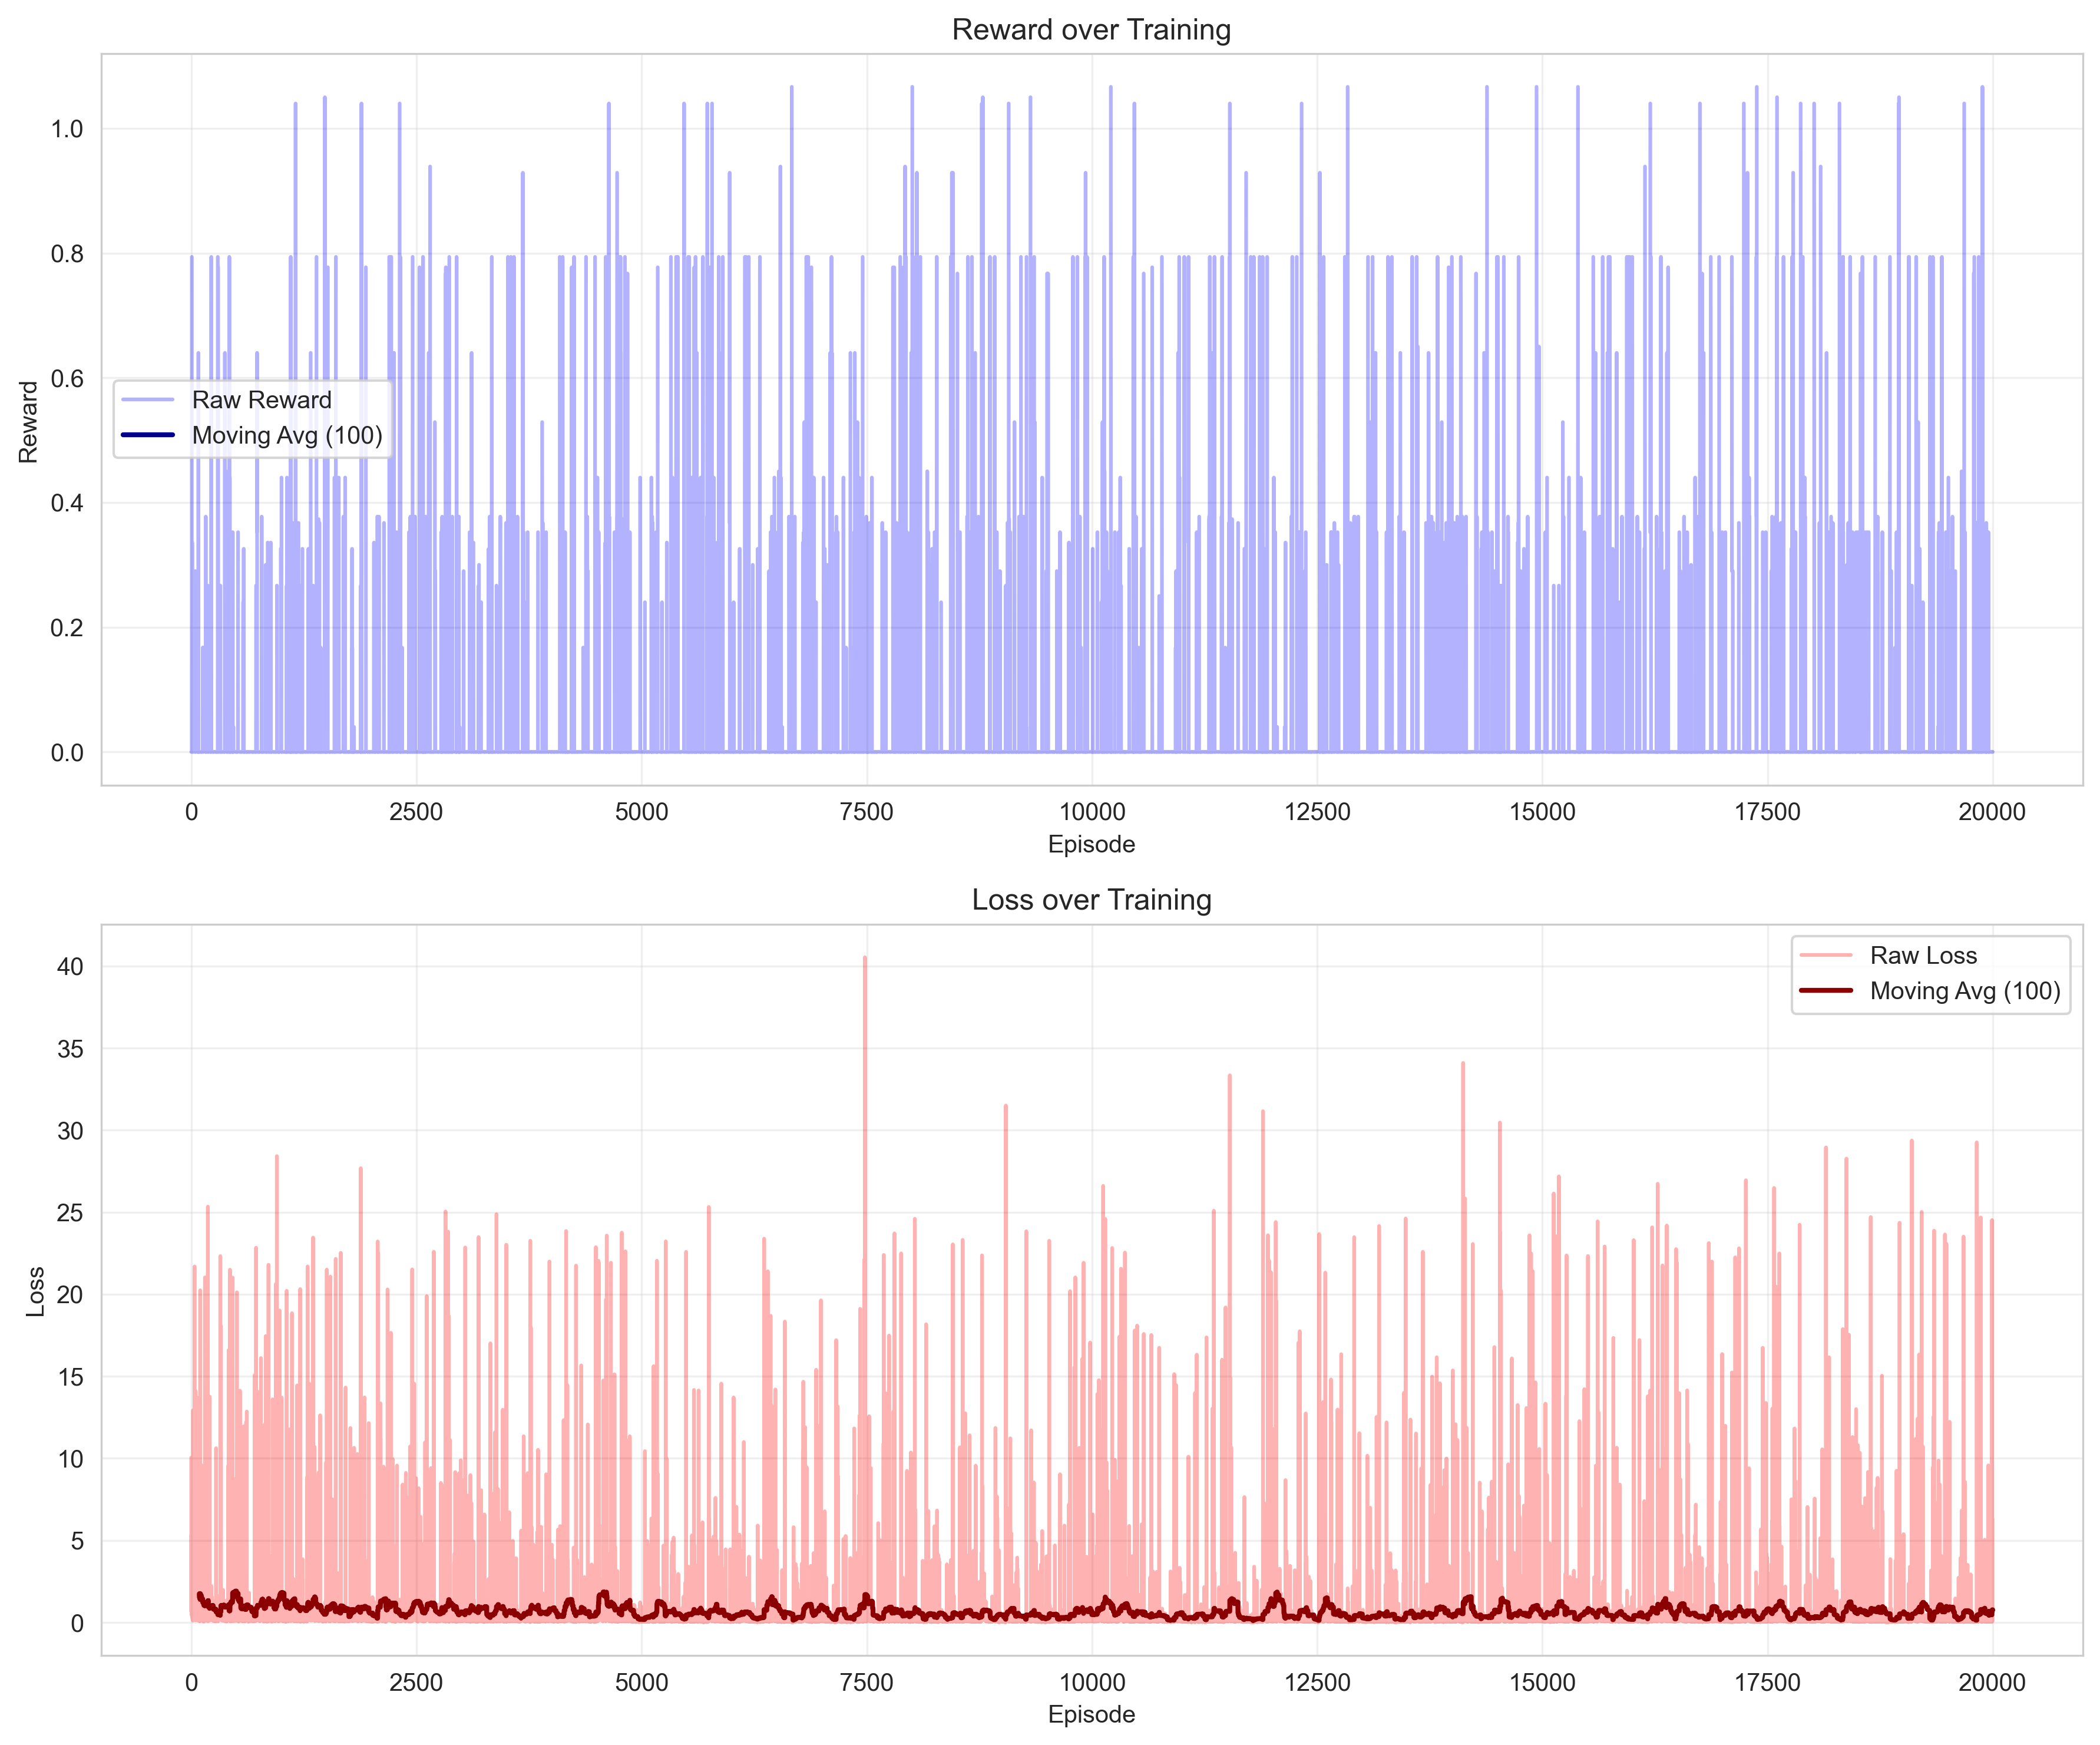 Reward over Training
1.0
0.8
0.6
0.4
0.2
0.0
Reward
Raw Reward
Moving Avg (100)
0 2500 5000 7500 10000 12500 15000 17500 20000
Episode
Loss over Training
40
35
30
25
20
15
10
5
0
Loss
Raw Loss
Moving Avg (100)
0 2500 5000 7500 10000 12500 15000 17500 20000
Episode